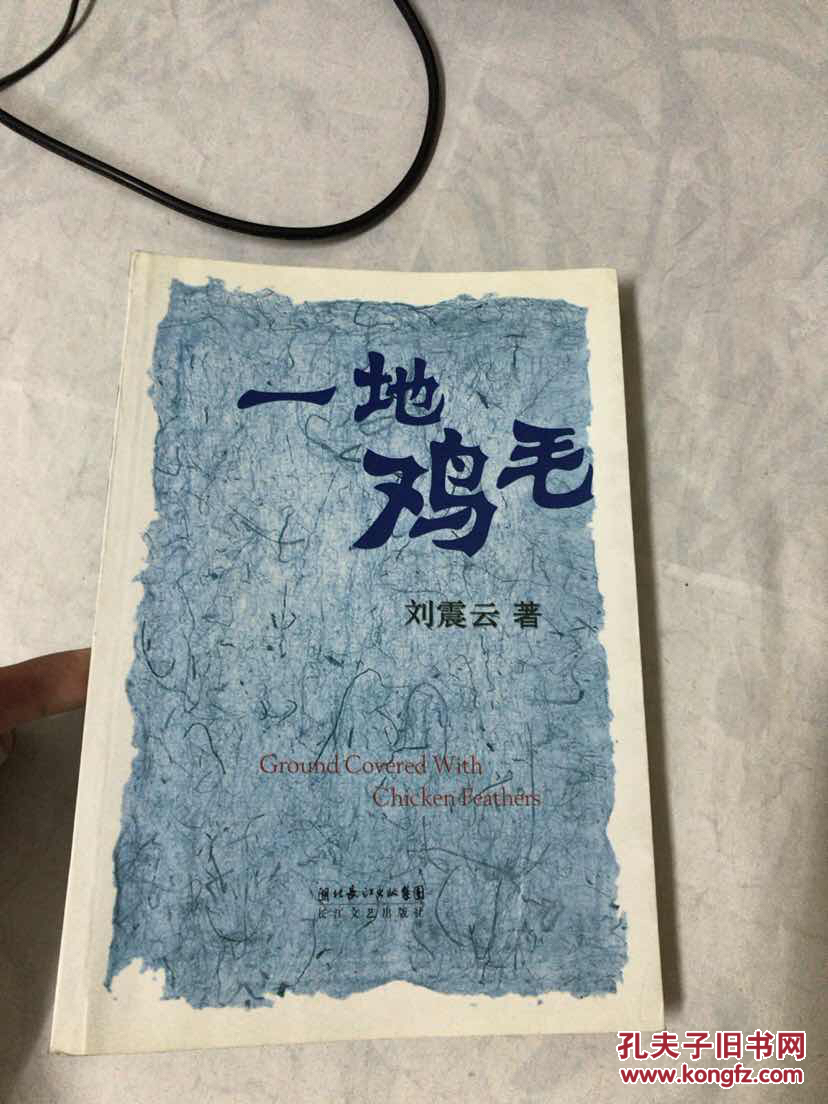 一地
鸡毛
刘震云 著
Ground Covered With
Chicken Feathers
湖北长江出版集团
长江文艺出版社
孔夫子旧书网
www.kongfz.com